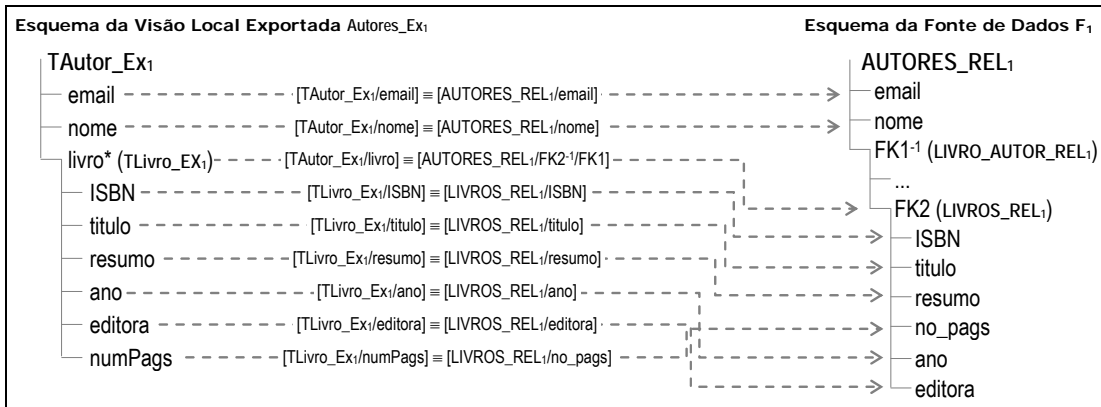 Esquema da Visão Local Exportada Autores_Ex₁ Esquema da Fonte de Dados F₁
TAutor_Ex₁ AUTORES_REL₁
email [TAutor_Ex₁/email] ≡ [AUTORES_REL₁/email] email
nome [TAutor_Ex₁/nome] ≡ [AUTORES_REL₁/nome] nome
livro* (TLivro_EX₁) [TAutor_Ex₁/livro] ≡ [AUTORES_REL₁/FK2⁻¹/FK1] FK1⁻¹ (LIVRO_AUTOR_REL₁)
...
ISBN [TLivro_Ex₁/ISBN] ≡ [LIVROS_REL₁/ISBN] FK2 (LIVROS_REL₁)
titulo [TLivro_Ex₁/titulo] ≡ [LIVROS_REL₁/titulo] ISBN
resumo [TLivro_Ex₁/resumo] ≡ [LIVROS_REL₁/resumo] titulo
ano [TLivro_Ex₁/ano] ≡ [LIVROS_REL₁/ano] resumo
editora [TLivro_Ex₁/editora] ≡ [LIVROS_REL₁/editora] no_pags
numPags [TLivro_Ex₁/numPags] ≡ [LIVROS_REL₁/no_pags] ano
editora